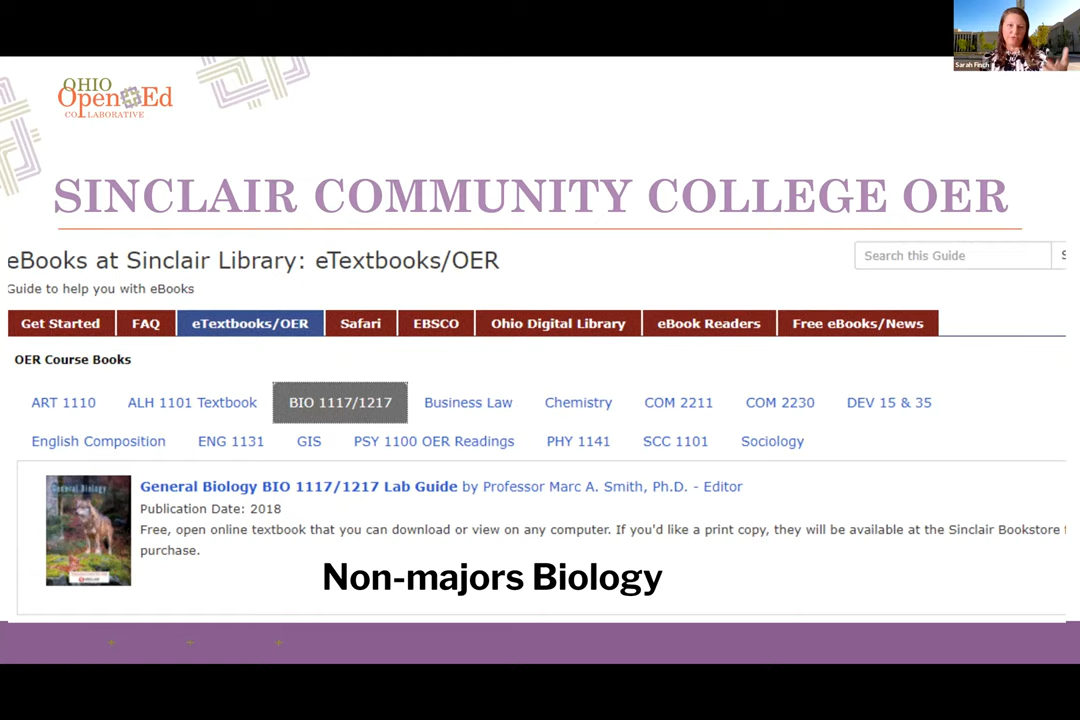 Sarah Finch
OHIO
Open Ed
COLLABORATIVE
SINCLAIR COMMUNITY COLLEGE OER
eBooks at Sinclair Library: eTextbooks/OER
Search this Guide
Guide to help you with eBooks
Get Started FAQ eTextbooks/OER Safari EBSCO Ohio Digital Library eBook Readers Free eBooks/News
OER Course Books
ART 1110 ALH 1101 Textbook BIO 1117/1217 Business Law Chemistry COM 2211 COM 2230 DEV 15 & 35
English Composition ENG 1131 GIS PSY 1100 OER Readings PHY 1141 SCC 1101 Sociology
General Biology
General Biology BIO 1117/1217 Lab Guide by Professor Marc A. Smith, Ph.D. - Editor
Publication Date: 2018
Free, open online textbook that you can download or view on any computer. If you'd like a print copy, they will be available at the Sinclair Bookstore
purchase.
Non-majors Biology